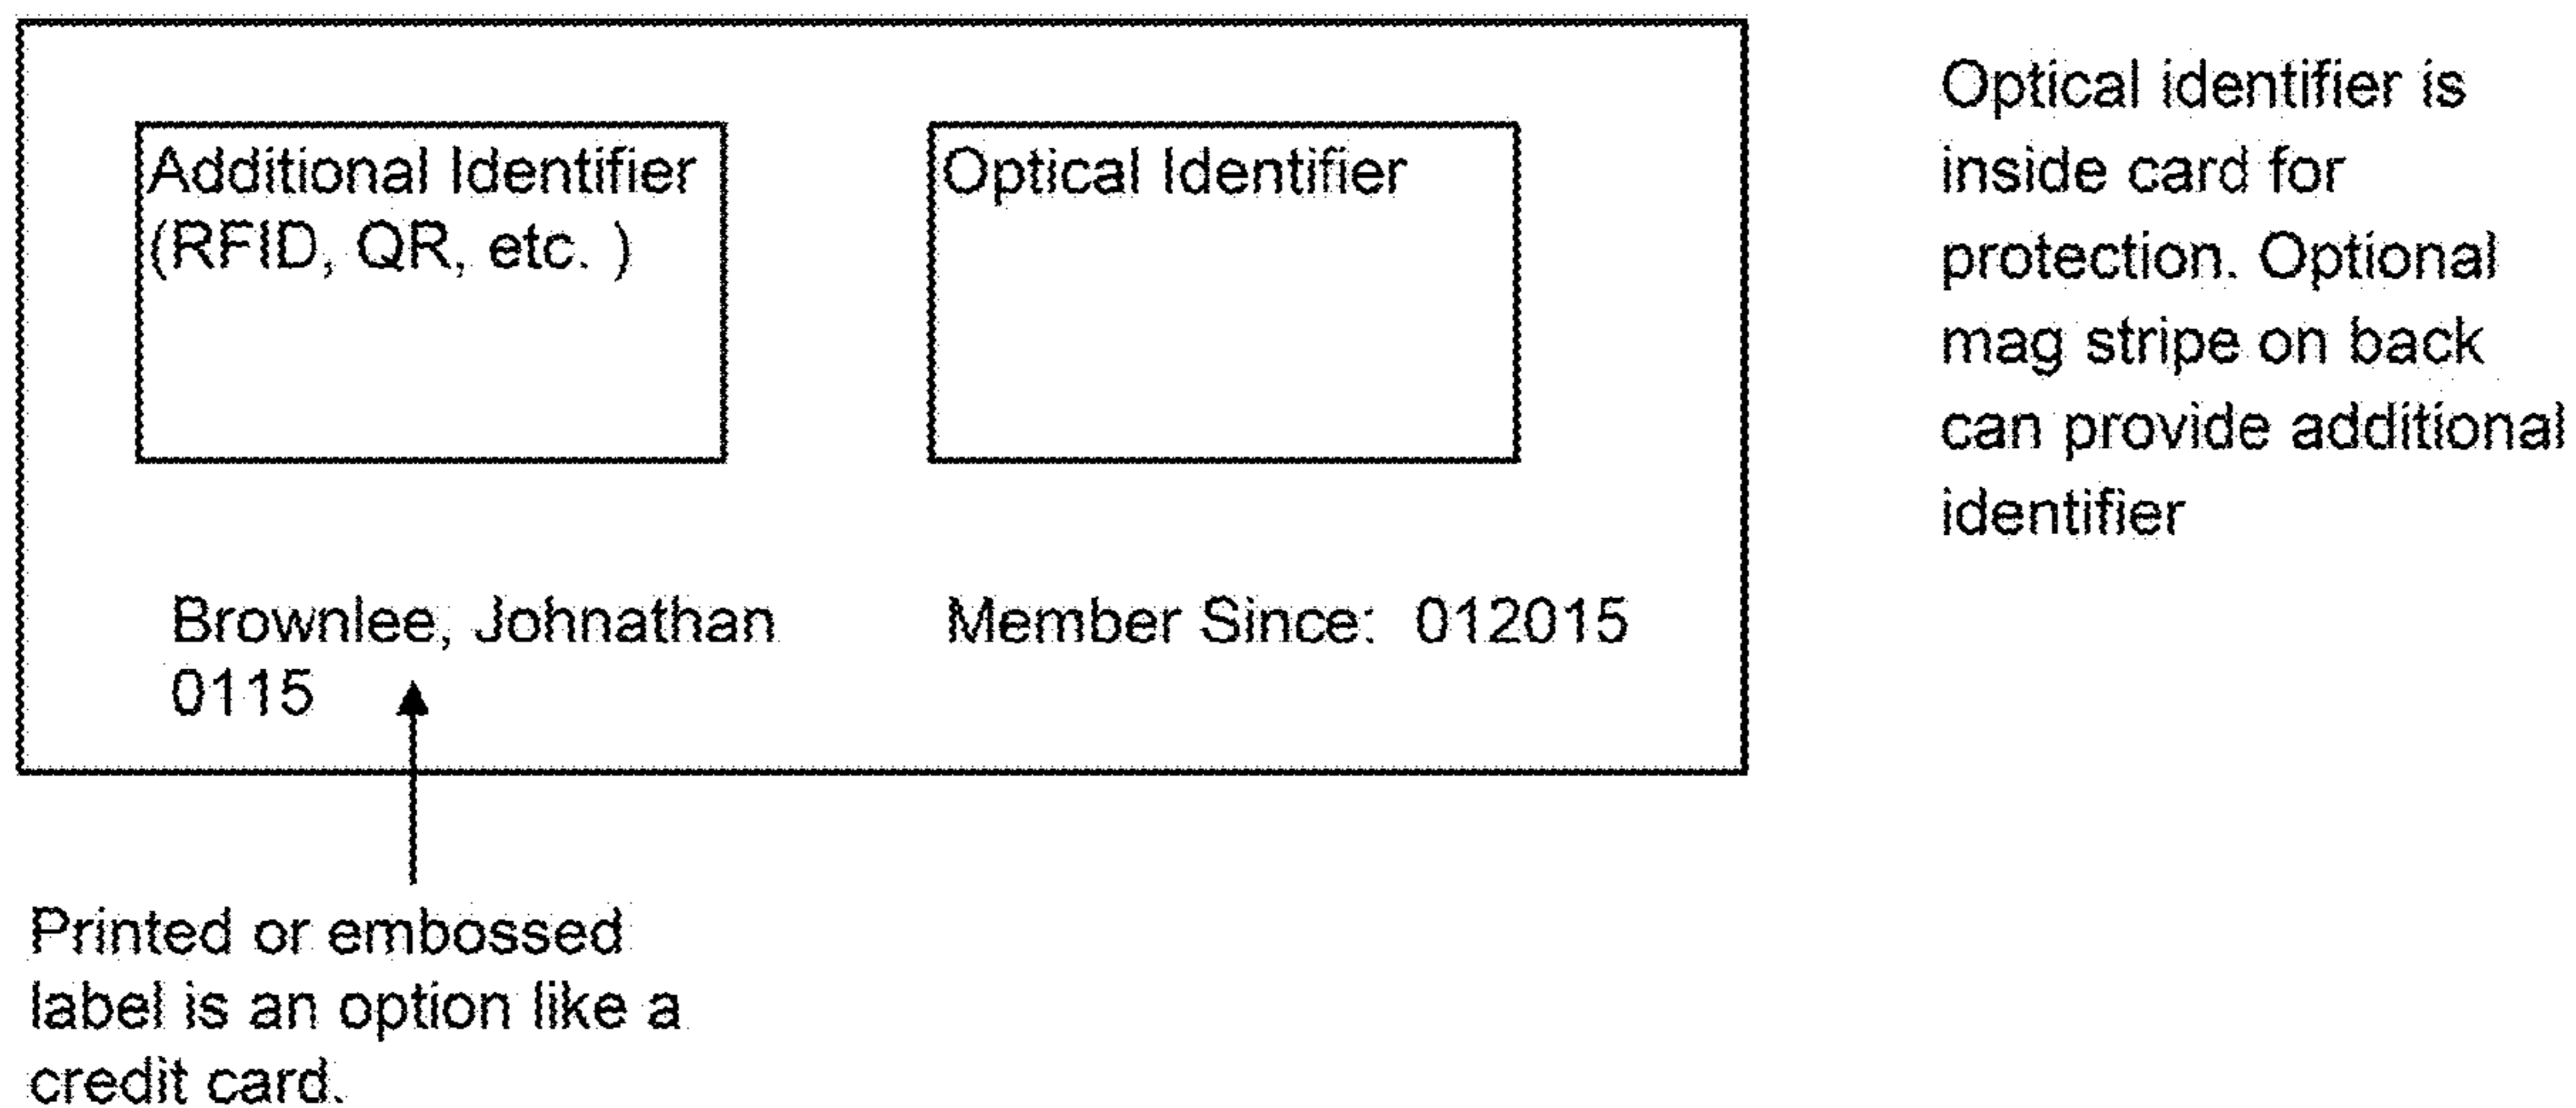 Additional Identifier
(RFID, QR, etc. )
Optical Identifier
Brownlee, Johnathan
0115
Member Since: 012015
Optical identifier is
inside card for
protection. Optional
mag stripe on back
can provide additional
identifier
Printed or embossed
label is an option like a
credit card.